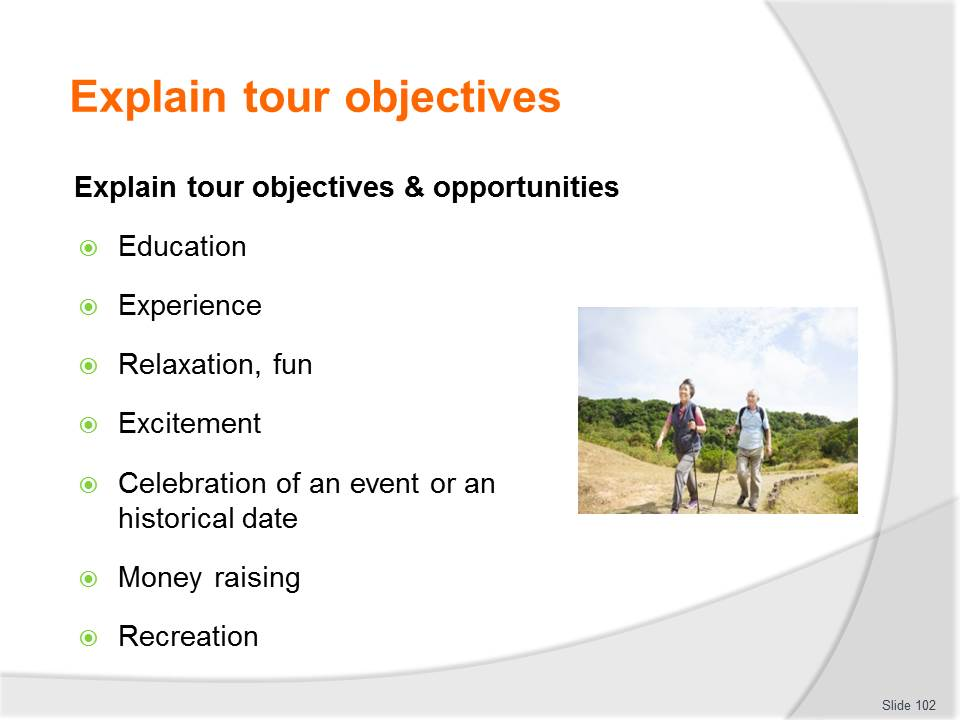 Explain tour objectives
Explain tour objectives & opportunities
Education
Experience
Relaxation, fun
Excitement
Celebration of an event or an
historical date
Money raising
Recreation
Slide 102